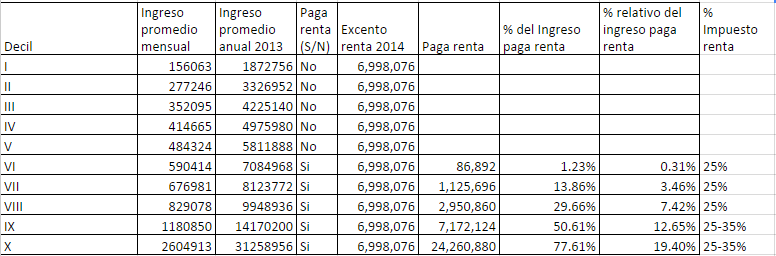 Decil Ingreso promedio mensual Ingreso promedio anual 2013 Paga renta (S/N) Excento renta 2014 Paga renta % del Ingreso paga renta % relativo del ingreso paga renta % Impuesto renta
I 156063 1872756 No 6,998,076
II 277246 3326952 No 6,998,076
III 352095 4225140 No 6,998,076
IV 414665 4975980 No 6,998,076
V 484324 5811888 No 6,998,076
VI 590414 7084968 Si 6,998,076 86,892 1.23% 0.31% 25%
VII 676981 8123772 Si 6,998,076 1,125,696 13.86% 3.46% 25%
VIII 829078 9948936 Si 6,998,076 2,950,860 29.66% 7.42% 25%
IX 1180850 14170200 Si 6,998,076 7,172,124 50.61% 12.65% 25-35%
X 2604913 31258956 Si 6,998,076 24,260,880 77.61% 19.40% 25-35%